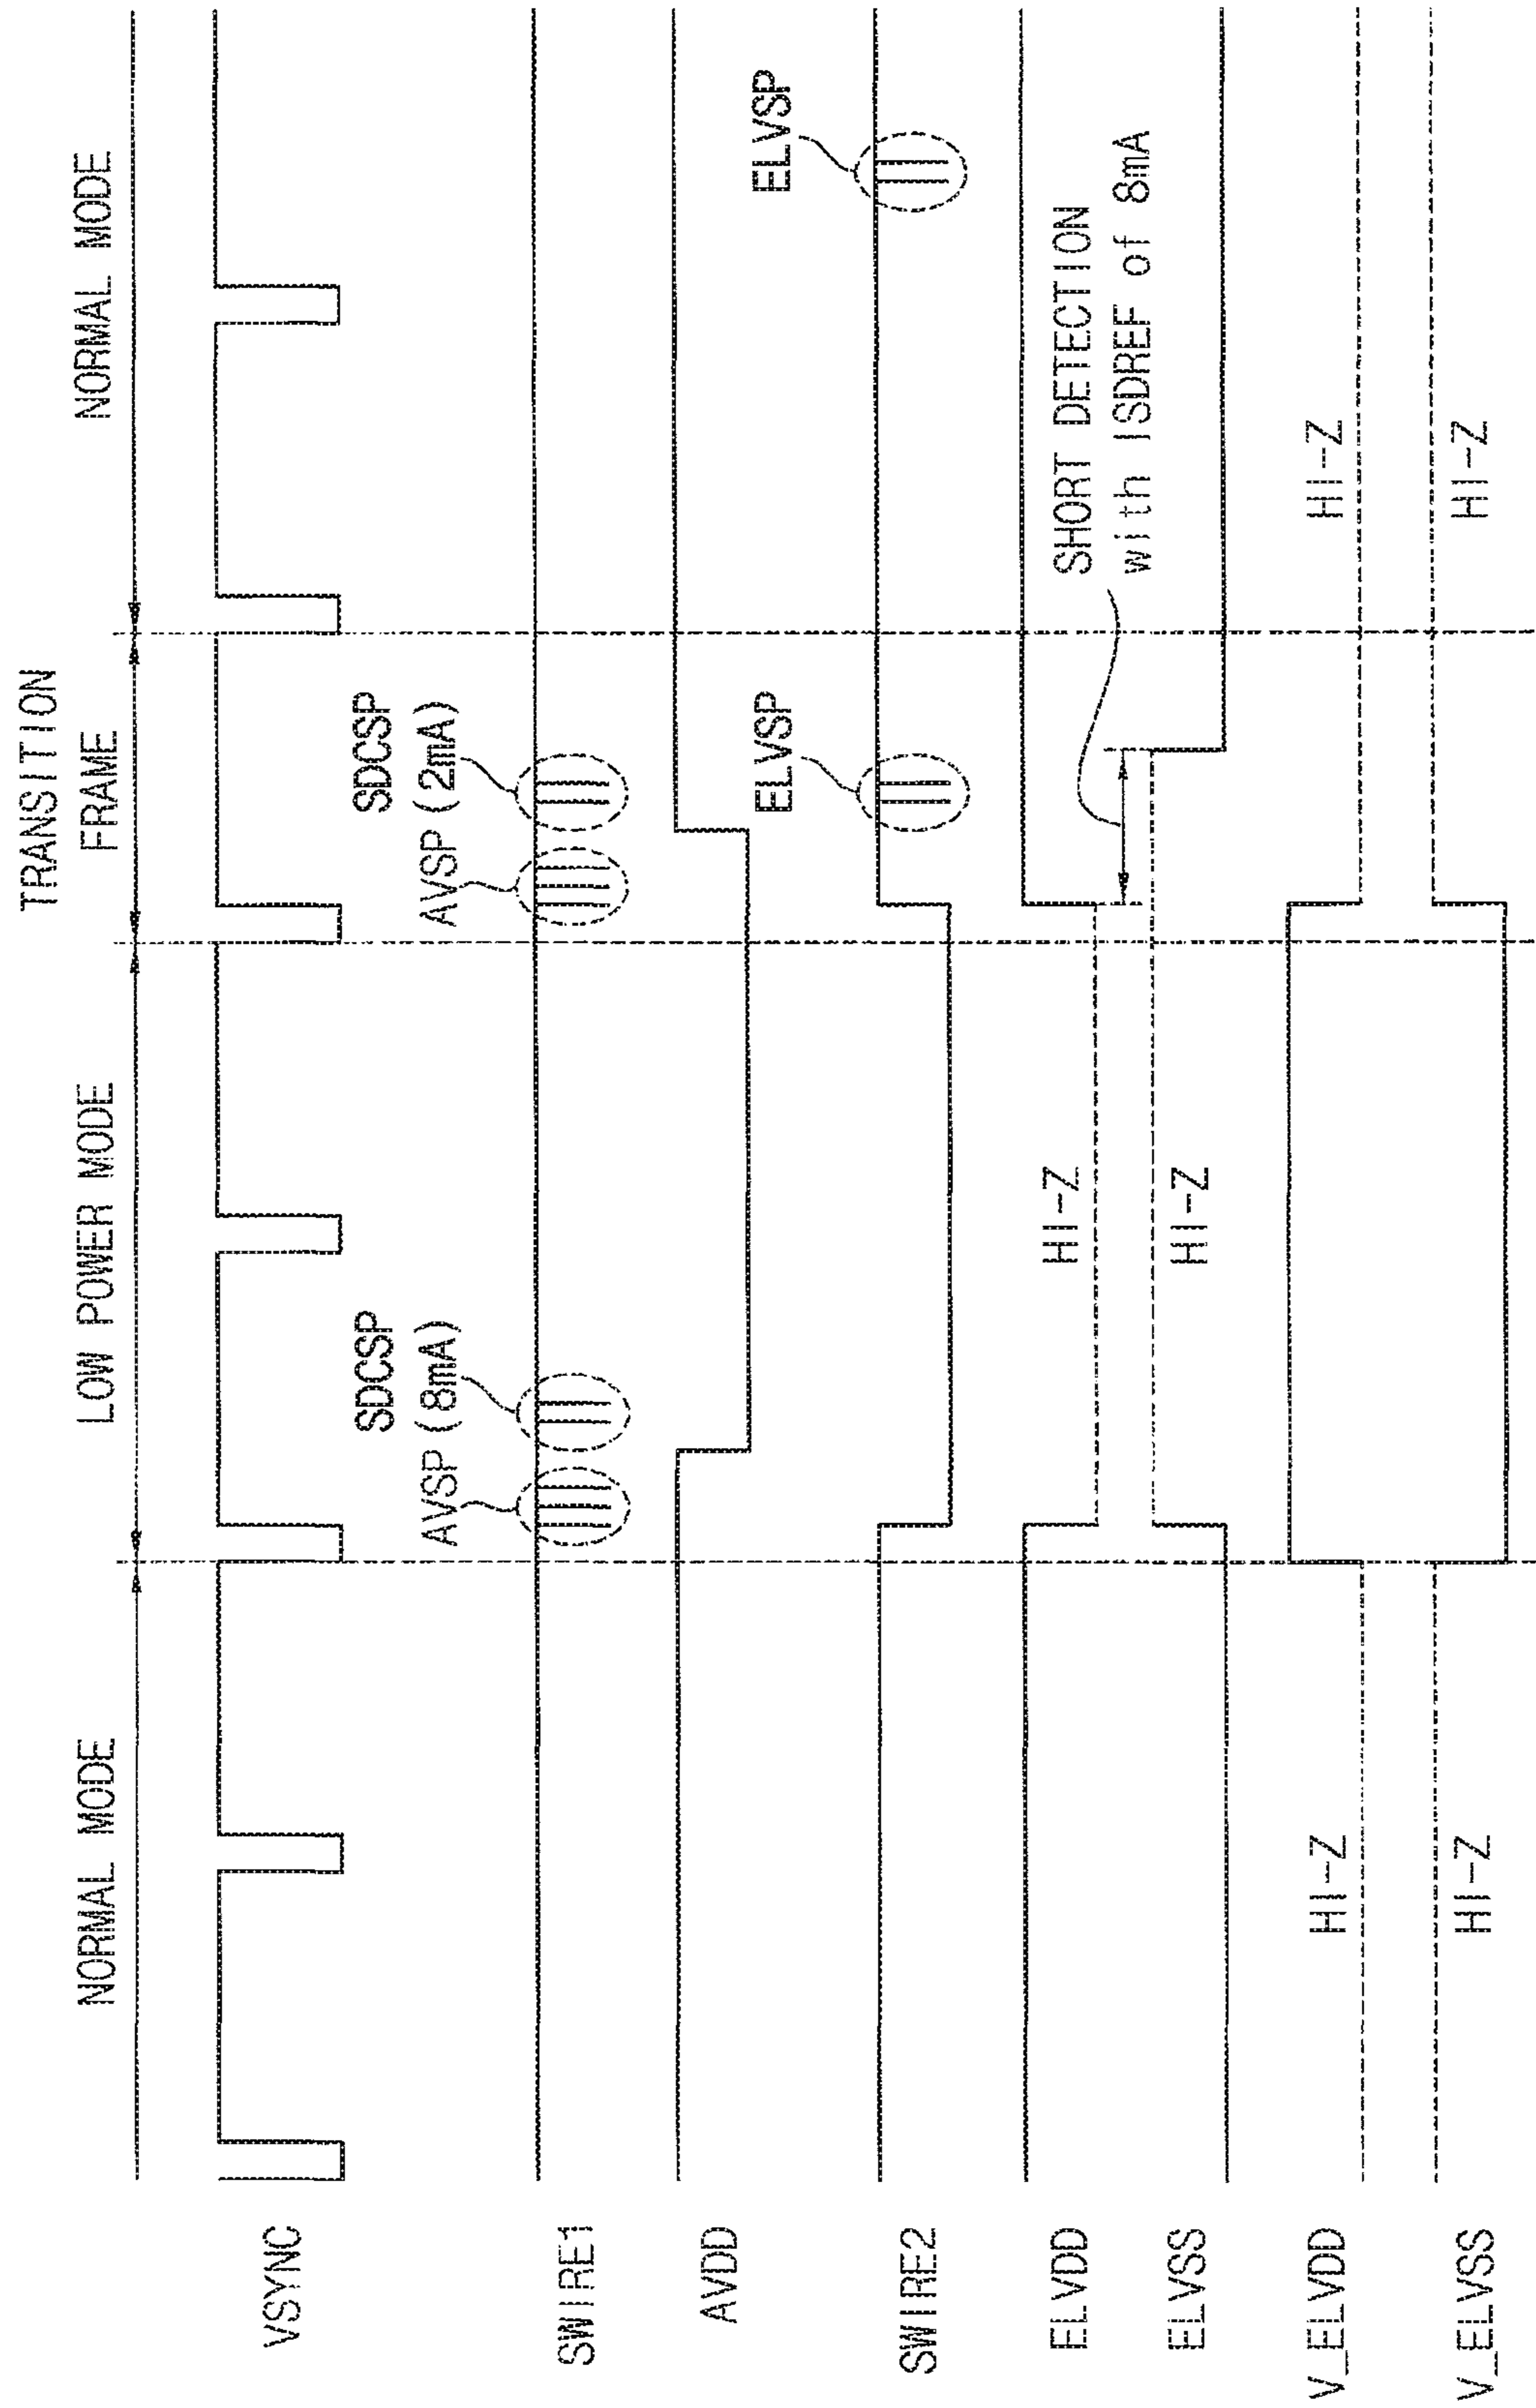 NORMAL MODE
LOW POWER MODE
TRANSITION
FRAME
NORMAL MODE
VSYNC
SDCSP
AVSP (8mA)
SDCSP
AVSP (2mA)
SWIRE1
AVDD
ELVSP
ELVSP
SWIRE2
ELVDD
HI-Z
SHORT DETECTION
with ISDREF of 8mA
ELVSS
HI-Z
V_ELVDD
HI-Z
HI-Z
V_ELVSS
HI-Z
HI-Z